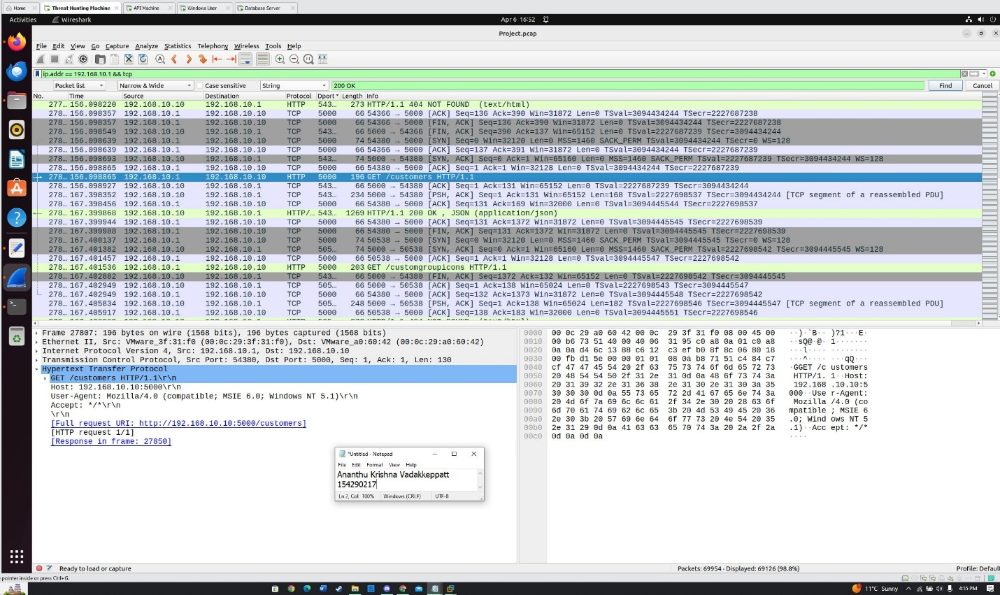 Home
Threat Hunting Machine
API Machine
Windows User
Database Server
Activities
Wireshark
Apr 6 16:52
Project.pcap
File Edit View Go Capture Analyze Statistics Telephony Wireless Tools Help
ip.addr == 192.168.10.1 && tcp
Packet list Narrow & Wide Case sensitive String 200 OK Find Cancel
No. Time Source Destination Protocol Dport Length Info
277… 156.098220 192.168.10.10 192.168.10.1 HTTP 543… 273 HTTP/1.1 404 NOT FOUND (text/html)
278… 156.098357 192.168.10.1 192.168.10.10 TCP 5000 66 54366 → 5000 [ACK] Seq=136 Ack=390 Win=31872 Len=0 TSval=3094434244 TSecr=2227687238
278… 156.098357 192.168.10.1 192.168.10.10 TCP 5000 66 54366 → 5000 [FIN, ACK] Seq=136 Ack=390 Win=31872 Len=0 TSval=3094434244 TSecr=2227687238
278… 156.098549 192.168.10.10 192.168.10.1 TCP 543… 66 5000 → 54366 [FIN, ACK] Seq=390 Ack=137 Win=65152 Len=0 TSval=2227687239 TSecr=3094434244
278… 156.098639 192.168.10.1 192.168.10.10 TCP 5000 74 54380 → 5000 [SYN] Seq=0 Win=32120 Len=0 MSS=1460 SACK_PERM TSval=3094434244 TSecr=0 WS=128
278… 156.098639 192.168.10.1 192.168.10.10 TCP 5000 66 54366 → 5000 [ACK] Seq=137 Ack=391 Win=31872 Len=0 TSval=3094434244 TSecr=2227687239
278… 156.098693 192.168.10.10 192.168.10.1 TCP 543… 74 5000 → 54380 [SYN, ACK] Seq=0 Ack=1 Win=65160 Len=0 MSS=1460 SACK_PERM TSval=2227687239 TSecr=3094434244 WS=128
278… 156.098865 192.168.10.1 192.168.10.10 TCP 5000 66 54380 → 5000 [ACK] Seq=1 Ack=1 Win=32128 Len=0 TSval=3094434244 TSecr=2227687239
278… 156.098865 192.168.10.1 192.168.10.10 HTTP 5000 196 GET /customers HTTP/1.1
278… 156.098927 192.168.10.10 192.168.10.1 TCP 543… 66 5000 → 54380 [ACK] Seq=1 Ack=131 Win=65152 Len=0 TSval=2227687239 TSecr=3094434244
278… 167.398352 192.168.10.10 192.168.10.1 TCP 543… 234 5000 → 54380 [PSH, ACK] Seq=1 Ack=131 Win=65152 Len=168 TSval=2227698537 TSecr=3094434244 [TCP segment of a reassembled PDU]
278… 167.398456 192.168.10.1 192.168.10.10 TCP 5000 66 54380 → 5000 [ACK] Seq=131 Ack=169 Win=32000 Len=0 TSval=3094445544 TSecr=2227698537
278… 167.399868 192.168.10.10 192.168.10.1 HTTP/… 543… 1269 HTTP/1.1 200 OK , JSON (application/json)
278… 167.399944 192.168.10.1 192.168.10.10 TCP 5000 66 54380 → 5000 [ACK] Seq=131 Ack=1372 Win=31872 Len=0 TSval=3094445545 TSecr=2227698539
278… 167.399988 192.168.10.1 192.168.10.10 TCP 5000 66 54380 → 5000 [FIN, ACK] Seq=131 Ack=1372 Win=31872 Len=0 TSval=3094445545 TSecr=2227698539
278… 167.400137 192.168.10.1 192.168.10.10 TCP 5000 74 50538 → 5000 [SYN] Seq=0 Win=32120 Len=0 MSS=1460 SACK_PERM TSval=3094445545 TSecr=0 WS=128
278… 167.401382 192.168.10.10 192.168.10.1 TCP 505… 74 5000 → 50538 [SYN, ACK] Seq=0 Ack=1 Win=65160 Len=0 MSS=1460 SACK_PERM TSval=2227698542 TSecr=3094445545 WS=128
278… 167.401457 192.168.10.1 192.168.10.10 TCP 5000 66 50538 → 5000 [ACK] Seq=1 Ack=1 Win=32128 Len=0 TSval=3094445547 TSecr=2227698542
278… 167.401536 192.168.10.1 192.168.10.10 HTTP 5000 203 GET /customgroupicons HTTP/1.1
278… 167.402882 192.168.10.10 192.168.10.1 TCP 543… 66 5000 → 54380 [FIN, ACK] Seq=1372 Ack=132 Win=65152 Len=0 TSval=2227698542 TSecr=3094445545
278… 167.402949 192.168.10.10 192.168.10.1 TCP 505… 66 5000 → 50538 [ACK] Seq=1 Ack=138 Win=65024 Len=0 TSval=2227698543 TSecr=3094445547
278… 167.402949 192.168.10.1 192.168.10.10 TCP 5000 66 54380 → 5000 [ACK] Seq=132 Ack=1373 Win=31872 Len=0 TSval=3094445548 TSecr=2227698542
278… 167.405834 192.168.10.10 192.168.10.1 TCP 505… 248 5000 → 50538 [PSH, ACK] Seq=1 Ack=138 Win=65024 Len=182 TSval=2227698546 TSecr=3094445547 [TCP segment of a reassembled PDU]
278… 167.405917 192.168.10.1 192.168.10.10 TCP 5000 66 50538 → 5000 [ACK] Seq=138 Ack=183 Win=32000 Len=0 TSval=3094445551 TSecr=2227698546
Frame 27807: 196 bytes on wire (1568 bits), 196 bytes captured (1568 bits)
Ethernet II, Src: VMware_3f:31:f0 (00:0c:29:3f:31:f0), Dst: VMware_a0:60:42 (00:0c:29:a0:60:42)
Internet Protocol Version 4, Src: 192.168.10.1, Dst: 192.168.10.10
Transmission Control Protocol, Src Port: 54380, Dst Port: 5000, Seq: 1, Ack: 1, Len: 130
Hypertext Transfer Protocol
GET /customers HTTP/1.1\r\n
Host: 192.168.10.10:5000\r\n
User-Agent: Mozilla/4.0 (compatible; MSIE 6.0; Windows NT 5.1)\r\n
Accept: */*\r\n
\r\n
[Full request URI: http://192.168.10.10:5000/customers]
[HTTP request 1/1]
[Response in frame: 27850]
0000 00 0c 29 a0 60 42 00 0c 29 3f 31 f0 08 00 45 00 ··)·`B·· )?1···E·
0010 00 b6 73 51 40 00 40 06 31 95 c0 a8 0a 01 c0 a8 ··sQ@·@· 1·······
0020 0a 0a d4 6c 13 88 c6 12 c3 ef b0 8f 8c 06 80 18 ···l···· ········
0030 00 fb d1 5e 00 00 01 01 08 0a b8 71 51 c4 84 c7 ···^···· ···qQ···
0040 cf 47 47 45 54 20 2f 63 75 73 74 6f 6d 65 72 73 ·GGET /c ustomers
0050 20 48 54 54 50 2f 31 2e 31 0d 0a 48 6f 73 74 3a HTTP/1. 1··Host:
0060 20 31 39 32 2e 31 36 38 2e 31 30 2e 31 30 3a 35 192.168 .10.10:5
0070 30 30 30 0d 0a 55 73 65 72 2d 41 67 65 6e 74 3a 000··Use r-Agent:
0080 20 4d 6f 7a 69 6c 6c 61 2f 34 2e 30 20 28 63 6f Mozilla /4.0 (co
0090 6d 70 61 74 69 62 6c 65 3b 20 4d 53 49 45 20 36 mpatible ; MSIE 6
00a0 2e 30 3b 20 57 69 6e 64 6f 77 73 20 4e 54 20 35 .0; Wind ows NT 5
00b0 2e 31 29 0d 0a 41 63 63 65 70 74 3a 20 2a 2f 2a .1)··Acc ept: */*
00c0 0d 0a 0d 0a ····
*Untitled - Notepad
File Edit Format View Help
Ananthu Krishna Vadakkeppatt
154290217
Ln 2, Col 100% Windows (CRLF) UTF-8
Ready to load or capture
Packets: 69954 · Displayed: 69126 (98.8%)
Profile: Defaul
pointer inside or press Ctrl+G.
11°C Sunny
4:55 PM